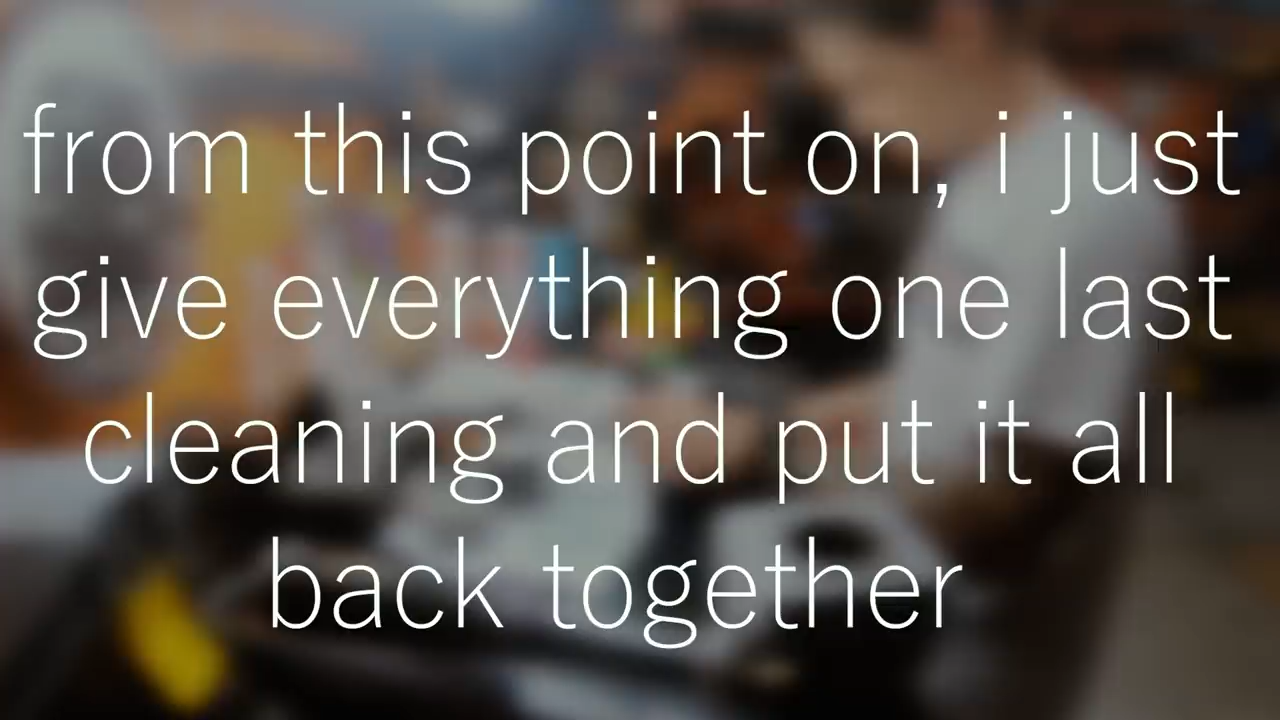 from this point on, i just
give everything one last
cleaning and put it all
back together